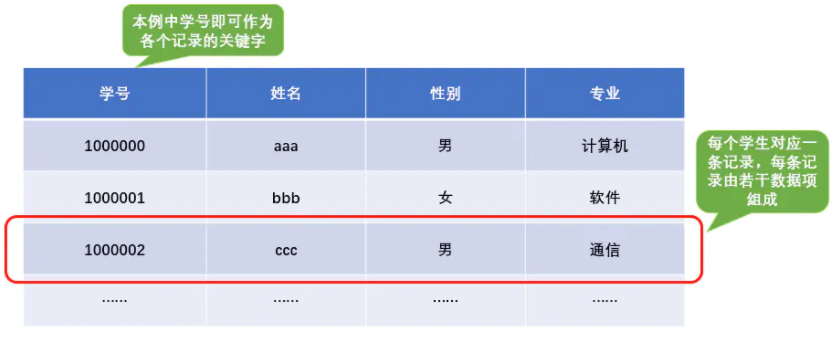 本例中学号即可作为
各个记录的关键字
学号 姓名 性别 专业
1000000 aaa 男 计算机
1000001 bbb 女 软件
1000002 ccc 男 通信
…… …… …… ……
每个学生对应一
条记录，每条记
录由若干数据项
组成